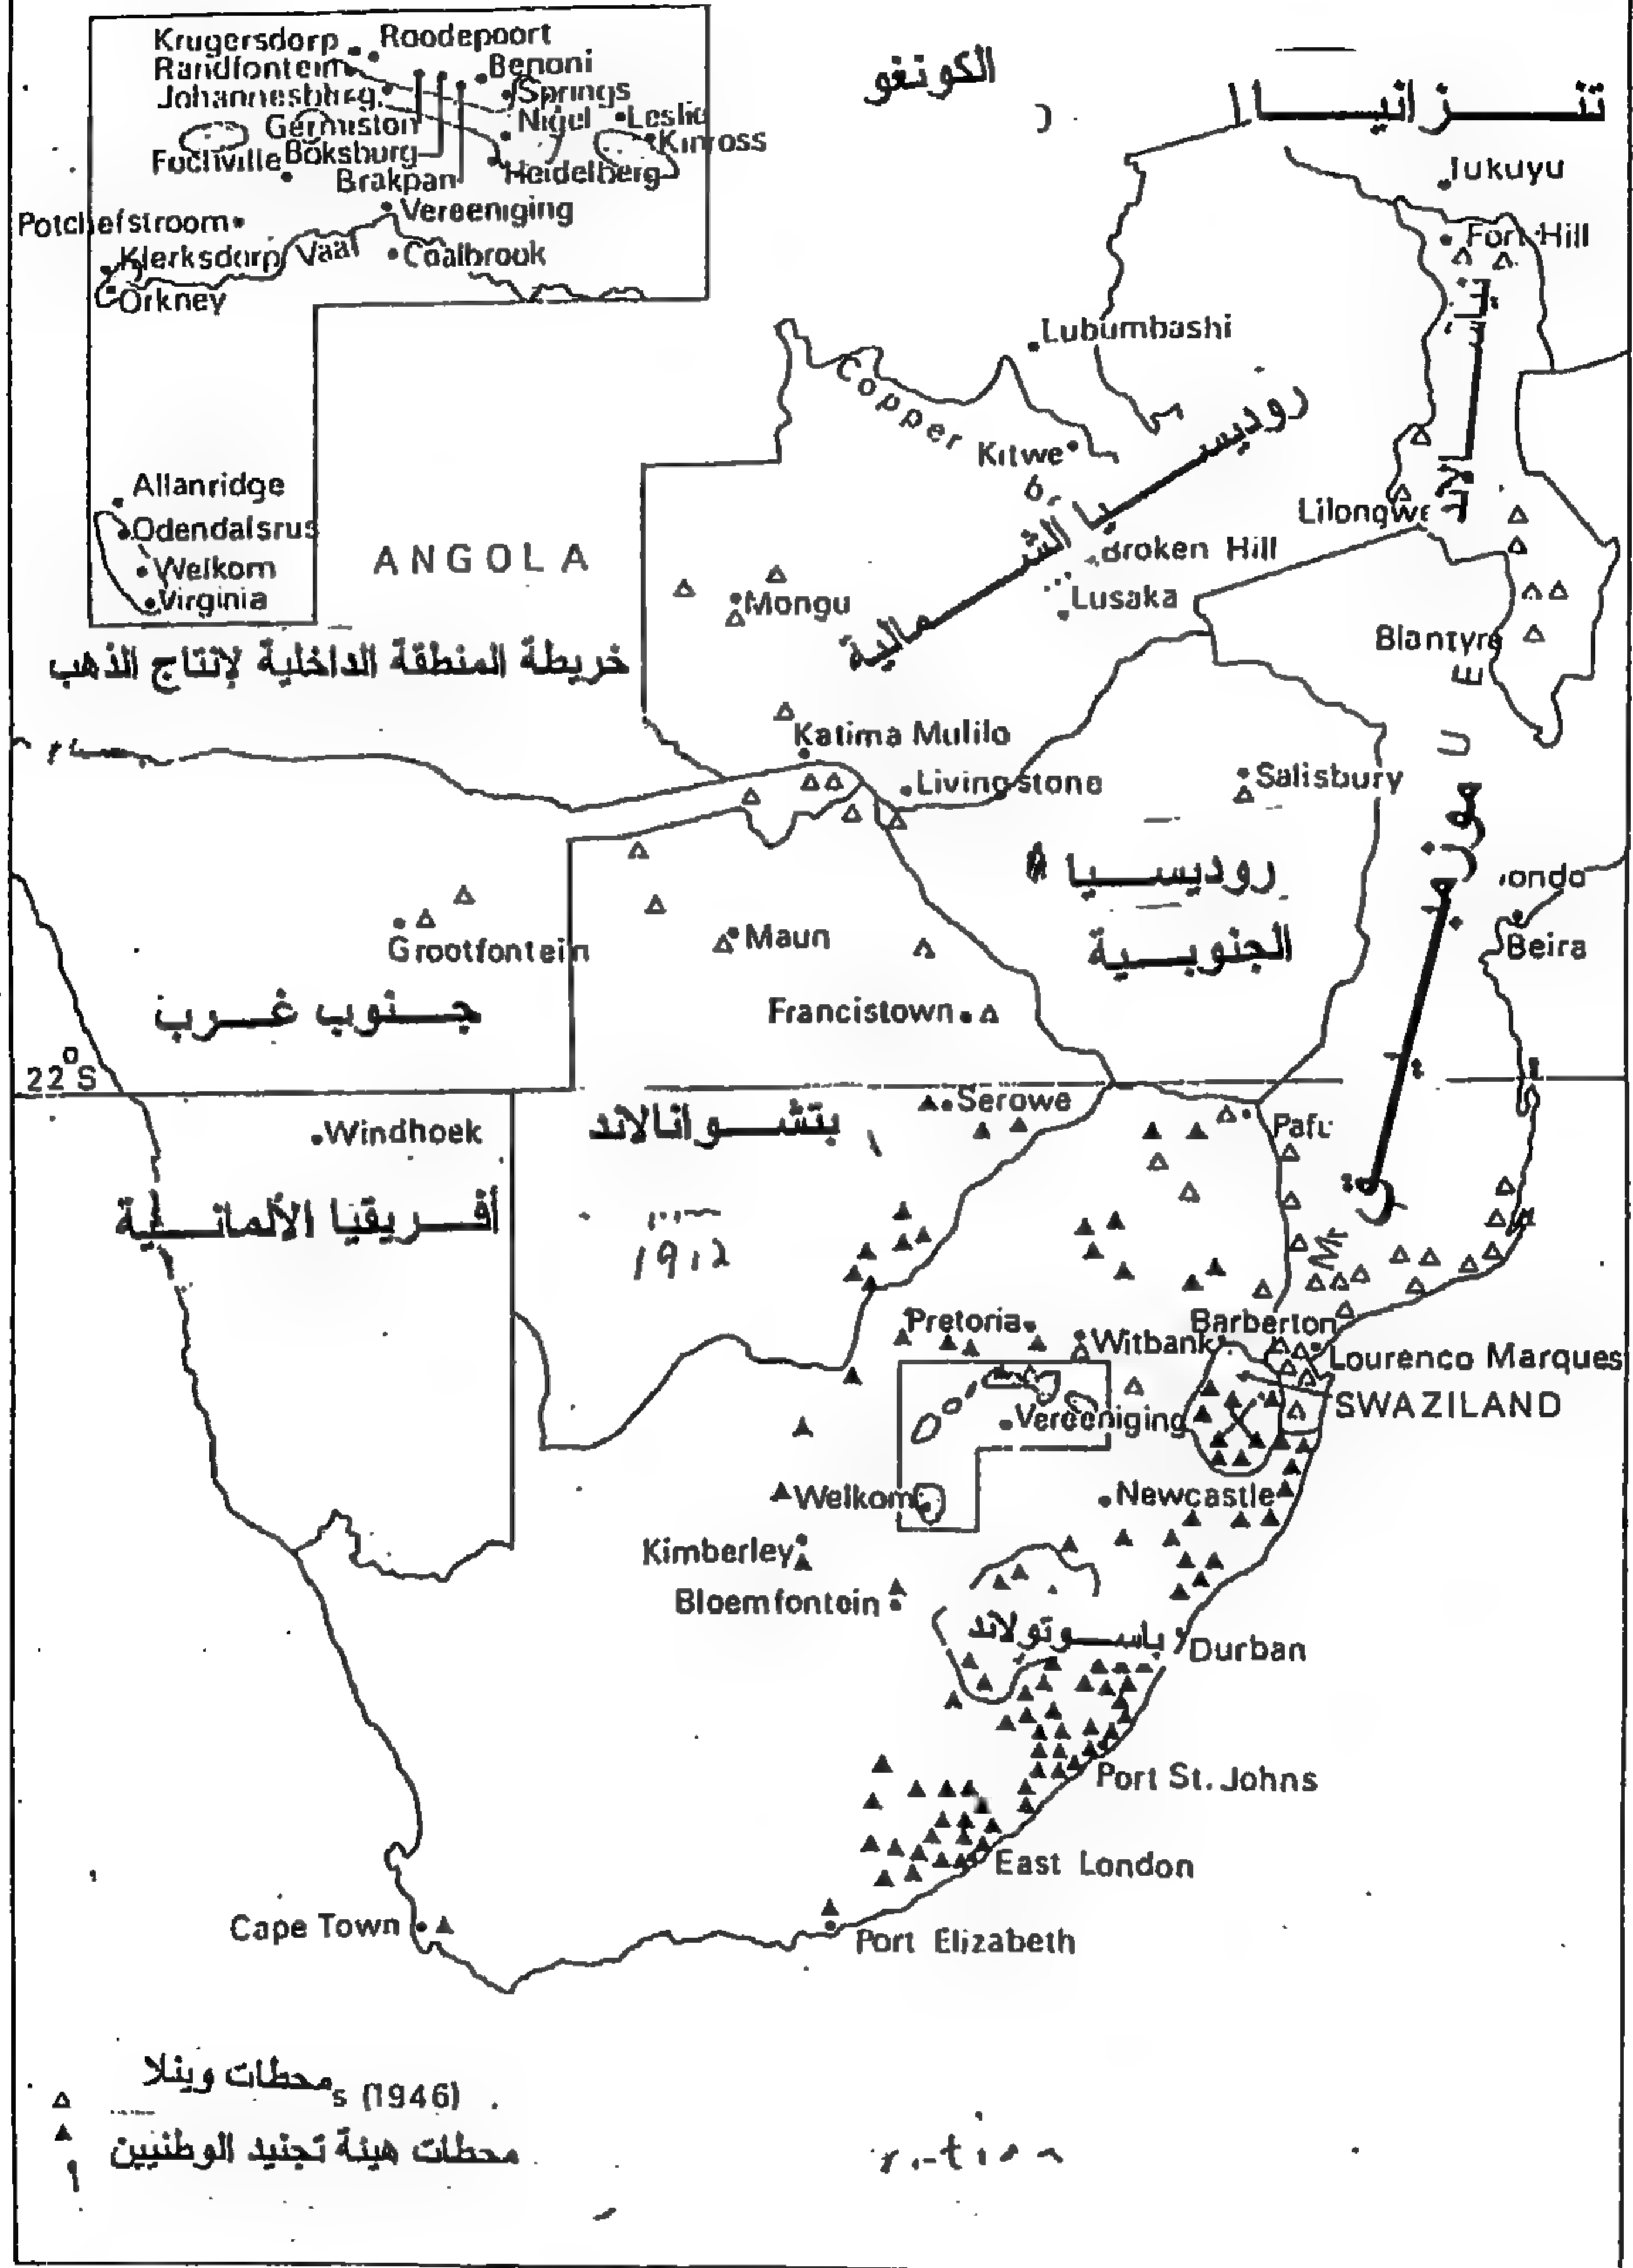 Krugersdorp
Roodepoort
Randfontein
Benoni
Johannesburg
Springs
Germiston
Nigel
Leslie
Kinross
Fochville
Boksburg
Brakpan
Heidelberg
Vereeniging
Potchefstroom
Klerksdorp
Vaal
Coalbrook
Orkney
Allanridge
Odendalsrus
Welkom
Virginia
خريطة المنطقة الداخلية لإنتاج الذهب
الكونغو
تنزانيا
Tukuyu
Fort Hill
Lubumbashi
Copper
Kitwe
روديسيا الشمالية
Lilongwe
Broken Hill
Lusaka
ANGOLA
Mongu
Blantyre
Katima Mulilo
Livingstone
Salisbury
روديسيا
الجنوبية
موزمبيق
Beira
Grootfontein
Maun
جنوب غرب
Francistown
22°S
Serowe
Windhoek
بتشوانالاند
Pafu
أفريقيا الألمانية
1912
Pretoria
Witbank
Barberton
Lourenco Marques
SWAZILAND
Vereeniging
Welkom
Newcastle
Kimberley
Bloemfontein
باسوتولاند
Durban
Port St. Johns
East London
Cape Town
Port Elizabeth
محطات وينلا s (1946)
محطات هيئة تجنيد الوطنيين